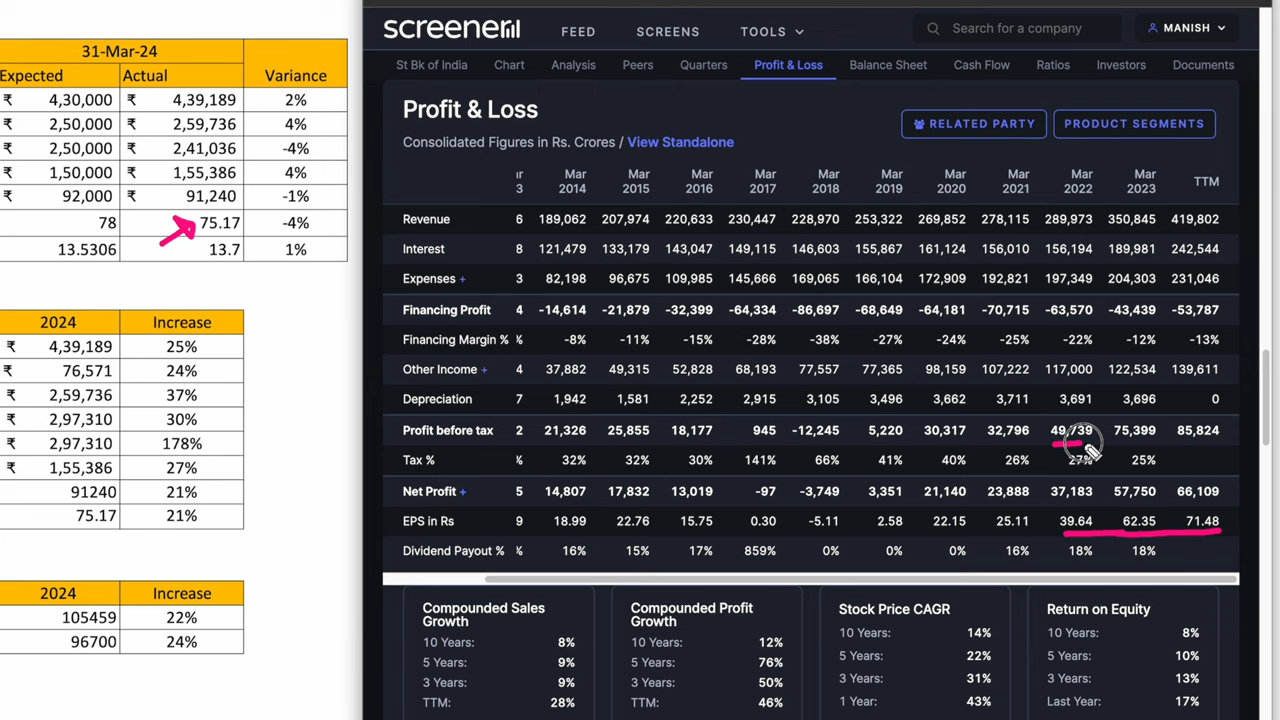 31-Mar-24
Expected Actual Variance
₹ 4,30,000 ₹ 4,39,189 2%
₹ 2,50,000 ₹ 2,59,736 4%
₹ 2,50,000 ₹ 2,41,036 -4%
₹ 1,50,000 ₹ 1,55,386 4%
₹ 92,000 ₹ 91,240 -1%
78 75.17 -4%
13.5306 13.7 1%
2024 Increase
₹ 4,39,189 25%
₹ 76,571 24%
₹ 2,59,736 37%
₹ 2,97,310 30%
₹ 2,97,310 178%
₹ 1,55,386 27%
91240 21%
75.17 21%
2024 Increase
105459 22%
96700 24%
screener FEED SCREENS TOOLS Search for a company MANISH
St Bk of India Chart Analysis Peers Quarters Profit & Loss Balance Sheet Cash Flow Ratios Investors Documents
Profit & Loss
RELATED PARTY PRODUCT SEGMENTS
Consolidated Figures in Rs. Crores / View Standalone
Mar Mar Mar Mar Mar Mar Mar Mar Mar Mar
3 2014 2015 2016 2017 2018 2019 2020 2021 2022 2023 TTM
Revenue 6 189,062 207,974 220,633 230,447 228,970 253,322 269,852 278,115 289,973 350,845 419,802
Interest 8 121,479 133,179 143,047 149,115 146,603 155,867 161,124 156,010 156,194 189,981 242,544
Expenses + 3 82,198 96,675 109,985 145,666 169,065 166,104 172,909 192,821 197,349 204,303 231,046
Financing Profit 4 -14,614 -21,879 -32,399 -64,334 -86,697 -68,649 -64,181 -70,715 -63,570 -43,439 -53,787
Financing Margin % % -8% -11% -15% -28% -38% -27% -24% -25% -22% -12% -13%
Other Income + 4 37,882 49,315 52,828 68,193 77,557 77,365 98,159 107,222 117,000 122,534 139,611
Depreciation 7 1,942 1,581 2,252 2,915 3,105 3,496 3,662 3,711 3,691 3,696 0
Profit before tax 2 21,326 25,855 18,177 945 -12,245 5,220 30,317 32,796 49,739 75,399 85,824
Tax % % 32% 32% 30% 141% 66% 41% 40% 26% 27% 25%
Net Profit + 5 14,807 17,832 13,019 -97 -3,749 3,351 21,140 23,888 37,183 57,750 66,109
EPS in Rs 9 18.99 22.76 15.75 0.30 -5.11 2.58 22.15 25.11 39.64 62.35 71.48
Dividend Payout % % 16% 15% 17% 859% 0% 0% 0% 16% 18% 18%
Compounded Sales Growth
10 Years: 8%
5 Years: 9%
3 Years: 9%
TTM: 28%
Compounded Profit Growth
10 Years: 12%
5 Years: 76%
3 Years: 50%
TTM: 46%
Stock Price CAGR
10 Years: 14%
5 Years: 22%
3 Years: 31%
1 Year: 43%
Return on Equity
10 Years: 8%
5 Years: 10%
3 Years: 13%
Last Year: 17%